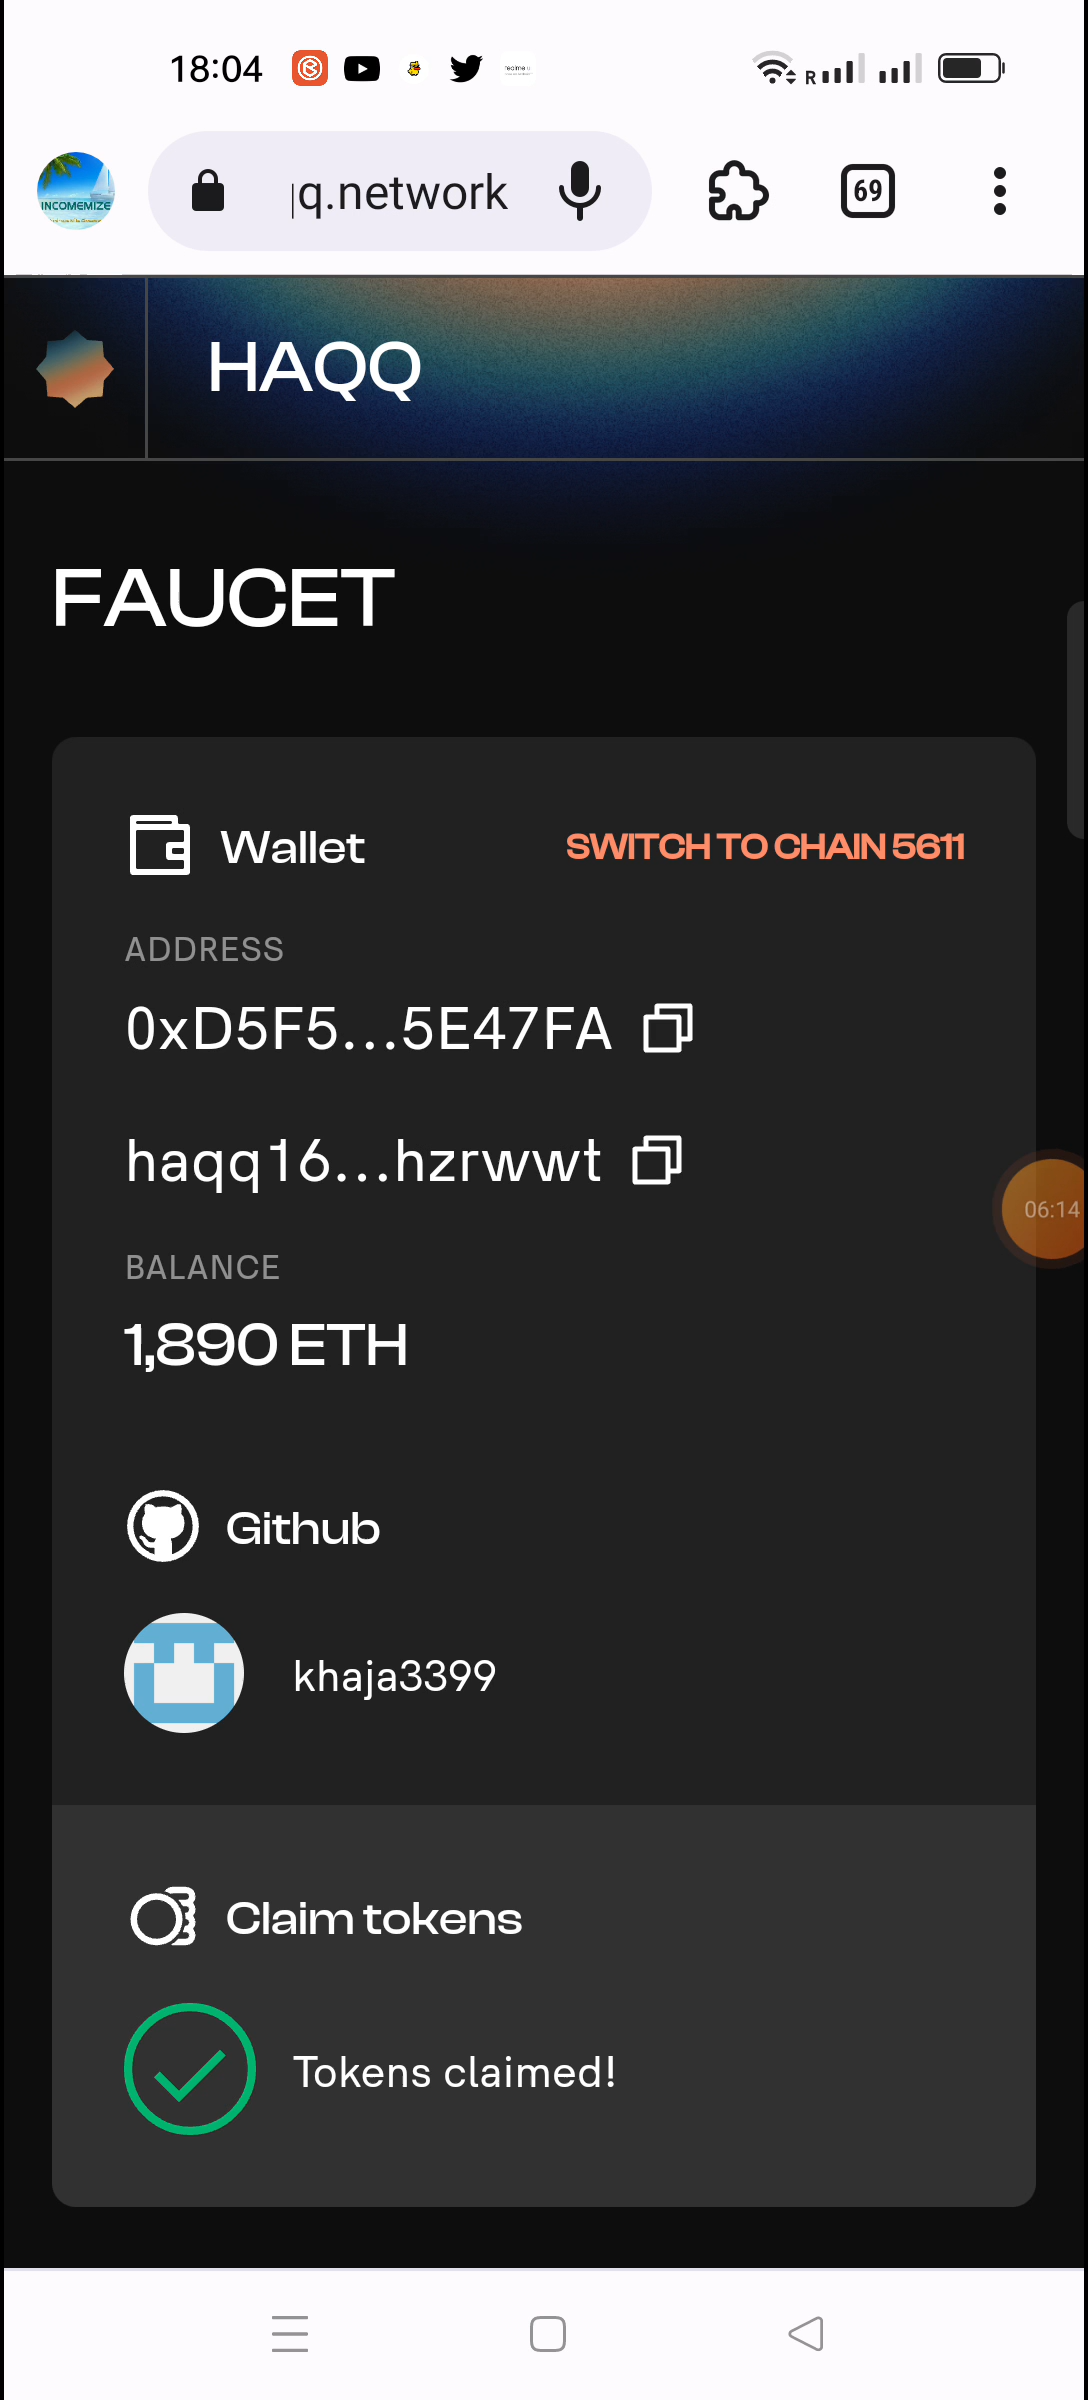 18:04
R
INCOMEMIZE
q.network
69
HAQQ
FAUCET
Wallet
SWITCH TO CHAIN 5611
ADDRESS
0xD5F5...5E47FA
haqq16...hzrwwt
06:14
BALANCE
1,890 ETH
Github
khaja3399
Claim tokens
Tokens claimed!